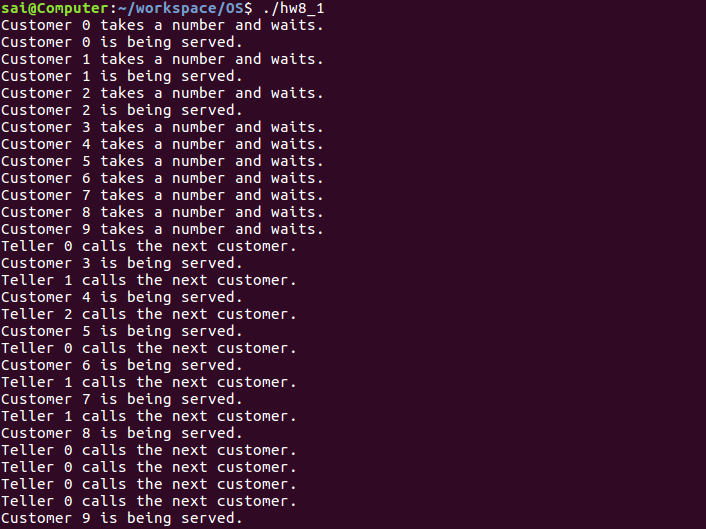 sai@Computer:~/workspace/OS$ ./hw8_1
Customer 0 takes a number and waits.
Customer 0 is being served.
Customer 1 takes a number and waits.
Customer 1 is being served.
Customer 2 takes a number and waits.
Customer 2 is being served.
Customer 3 takes a number and waits.
Customer 4 takes a number and waits.
Customer 5 takes a number and waits.
Customer 6 takes a number and waits.
Customer 7 takes a number and waits.
Customer 8 takes a number and waits.
Customer 9 takes a number and waits.
Teller 0 calls the next customer.
Customer 3 is being served.
Teller 1 calls the next customer.
Customer 4 is being served.
Teller 2 calls the next customer.
Customer 5 is being served.
Teller 0 calls the next customer.
Customer 6 is being served.
Teller 1 calls the next customer.
Customer 7 is being served.
Teller 1 calls the next customer.
Customer 8 is being served.
Teller 0 calls the next customer.
Teller 0 calls the next customer.
Teller 0 calls the next customer.
Teller 0 calls the next customer.
Customer 9 is being served.